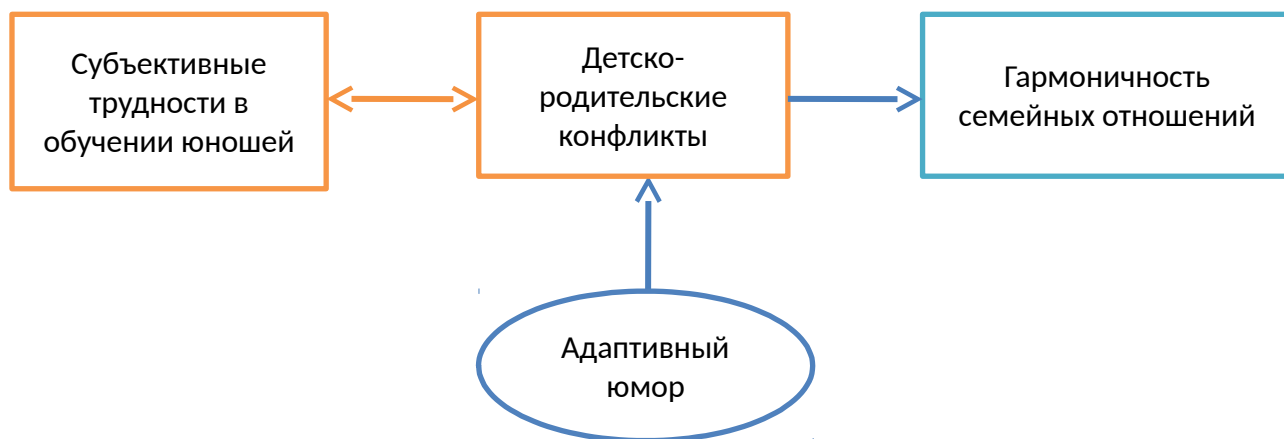 Субъективные
трудности в
обучении юношей
Детско-
родительские
конфликты
Гармоничность
семейных отношений
Адаптивный
юмор